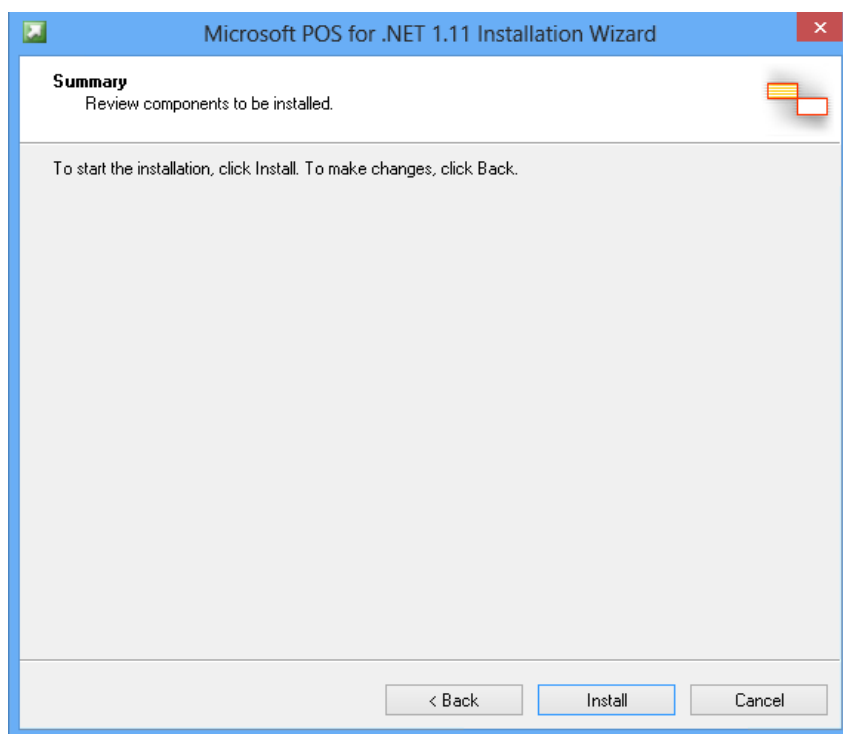 Microsoft POS for .NET 1.11 Installation Wizard
Summary
Review components to be installed.
To start the installation, click Install. To make changes, click Back.
< Back Install Cancel